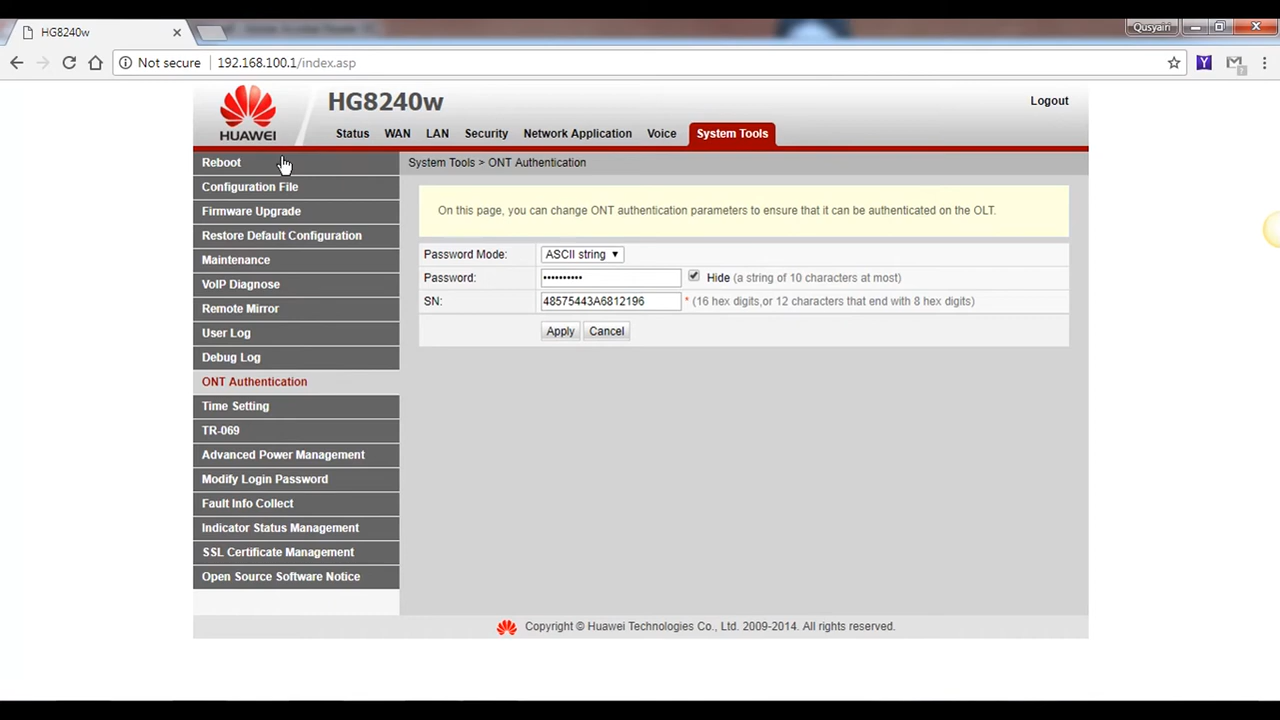 HG8240w
Qusyairi
Not secure 192.168.100.1/index.asp
HUAWEI
HG8240w
Logout
Status WAN LAN Security Network Application Voice System Tools
Reboot
Configuration File
Firmware Upgrade
Restore Default Configuration
Maintenance
VoIP Diagnose
Remote Mirror
User Log
Debug Log
ONT Authentication
Time Setting
TR-069
Advanced Power Management
Modify Login Password
Fault Info Collect
Indicator Status Management
SSL Certificate Management
Open Source Software Notice
System Tools > ONT Authentication
On this page, you can change ONT authentication parameters to ensure that it can be authenticated on the OLT.
Password Mode: ASCII string
Password: •••••••••• Hide (a string of 10 characters at most)
SN: 48575443A6812196 * (16 hex digits,or 12 characters that end with 8 hex digits)
Apply Cancel
Copyright © Huawei Technologies Co., Ltd. 2009-2014. All rights reserved.